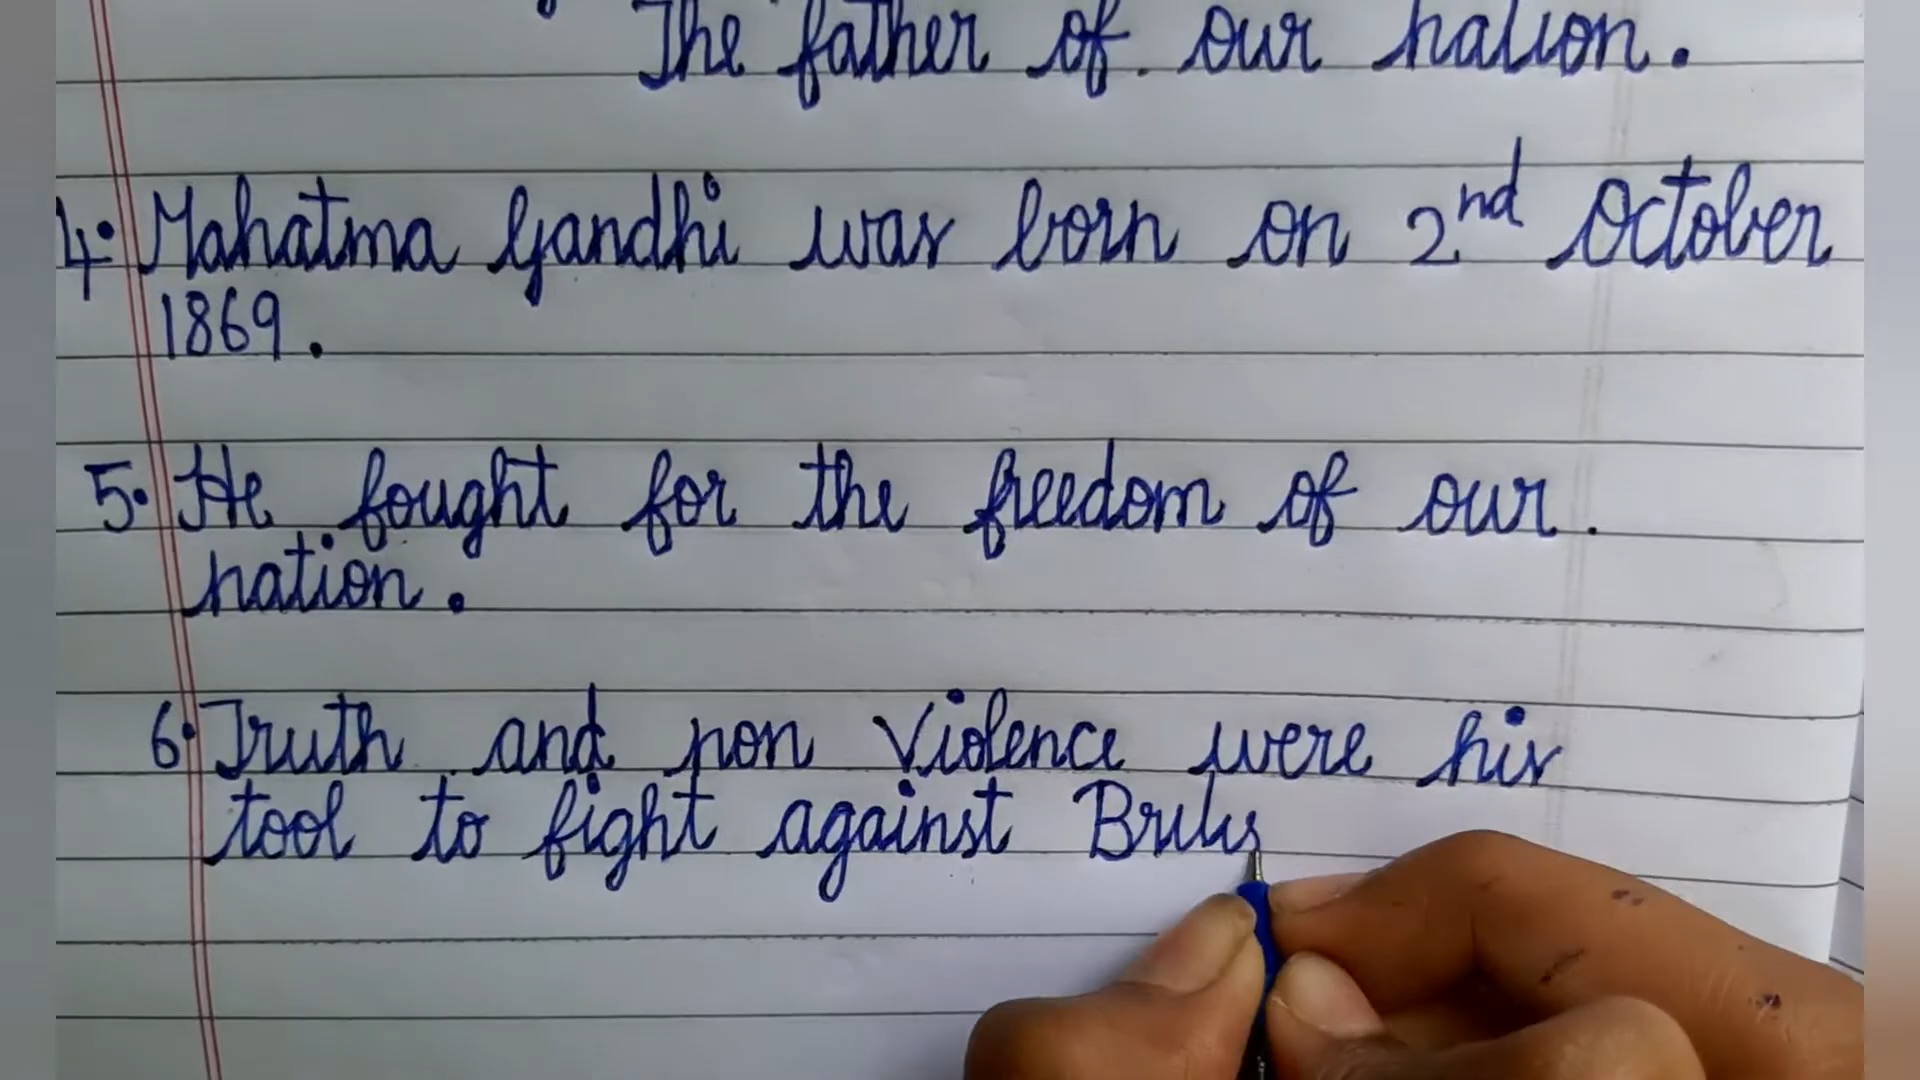 The father of our nation.
4. Mahatma Gandhi was born on 2nd October
1869.
5. He fought for the freedom of our
nation.
6. Truth and non Violence were his
tool to fight against Britis